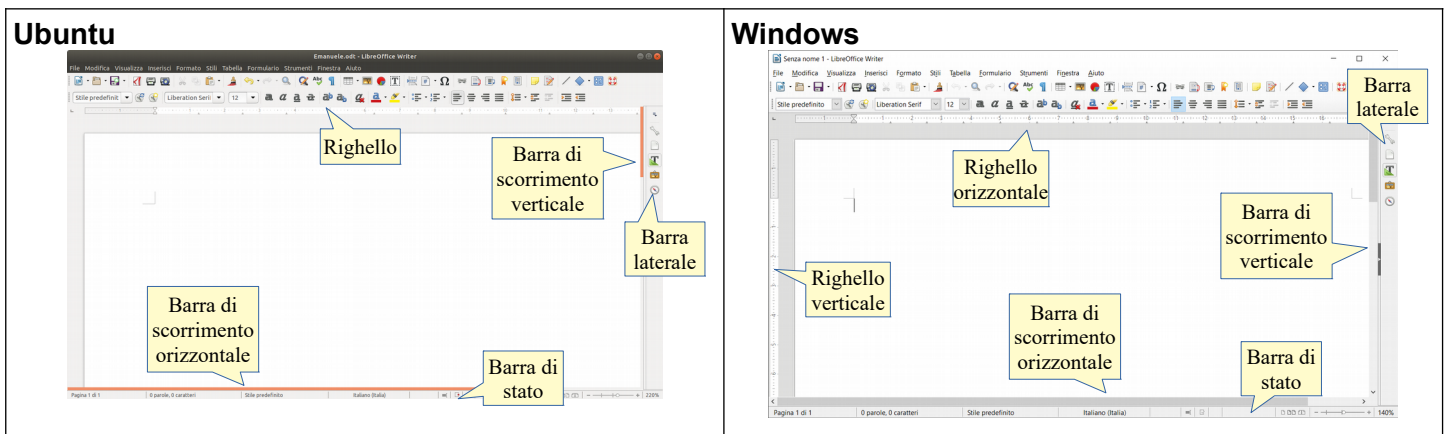 Ubuntu
Emanuele.odt - LibreOffice Writer
File Modifica Visualizza Inserisci Formato Stili Tabella Formulario Strumenti Finestra Aiuto
Stile predefinit Liberation Seri 12
Righello
Barra di
scorrimento
verticale
Barra
laterale
Barra di
scorrimento
orizzontale
Barra di
stato
Pagina 1 di 1 0 parole, 0 caratteri Stile predefinito Italiano (Italia) 220%
Windows
Senza nome 1 - LibreOffice Writer
File Modifica Visualizza Inserisci Formato Stili Tabella Formulario Strumenti Finestra Aiuto
Stile predefinito Liberation Serif 12
Barra
laterale
Righello
orizzontale
Barra di
scorrimento
verticale
Righello
verticale
Barra di
scorrimento
orizzontale
Barra di
stato
Pagina 1 di 1 0 parole, 0 caratteri Stile predefinito Italiano (Italia) 140%